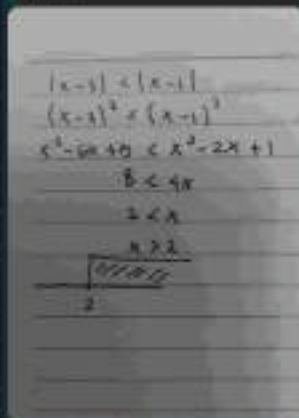 |x-3| < |x-1|
(x-3)² < (x-1)²
x²-6x+9 < x²-2x+1
8 < 4x
2 < x
x > 2
2